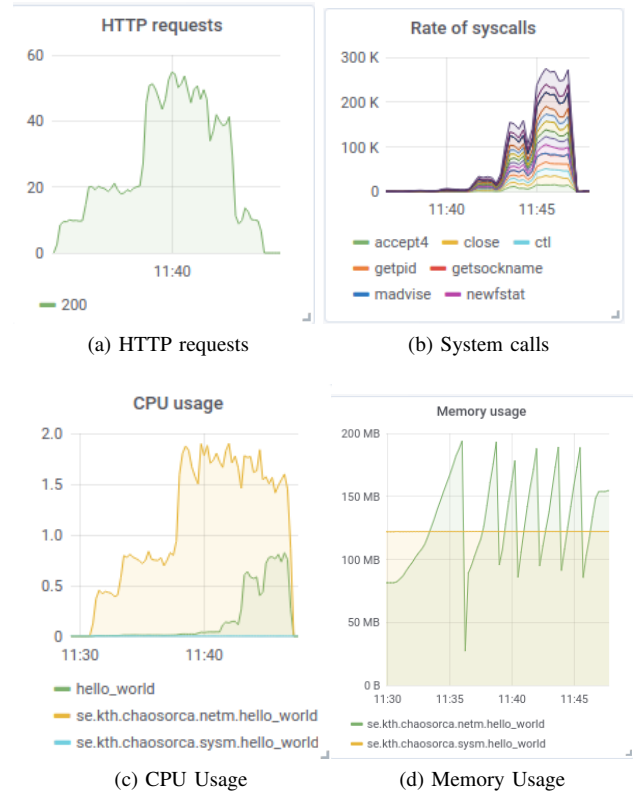 HTTP requests
60
40
20
0
11:40
200
(a) HTTP requests
Rate of syscalls
300 K
200 K
100 K
0
11:40 11:45
accept4 close ctl
getpid getsockname
madvise newfstat
(b) System calls
CPU usage
2.0
1.5
1.0
0.5
0
11:30 11:40
hello_world
se.kth.chaosorca.netm.hello_world
se.kth.chaosorca.sysm.hello_world
(c) CPU Usage
Memory usage
200 MB
150 MB
100 MB
50 MB
0 B
11:30 11:35 11:40 11:45
se.kth.chaosorca.netm.hello_world
se.kth.chaosorca.sysm.hello_world
(d) Memory Usage